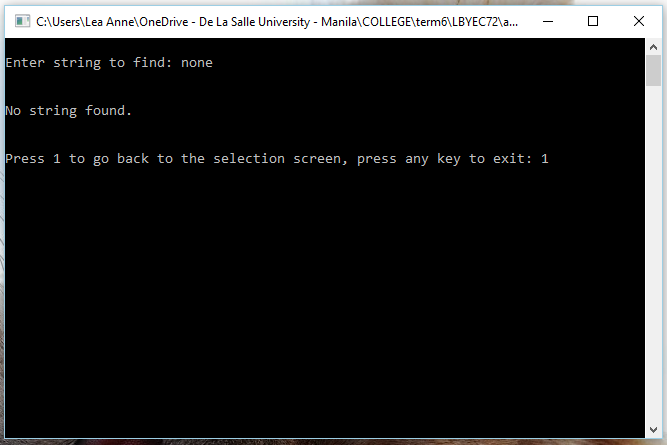 C:\Users\Lea Anne\OneDrive - De La Salle University - Manila\COLLEGE\term6\LBYEC72\a...
Enter string to find: none
No string found.
Press 1 to go back to the selection screen, press any key to exit: 1